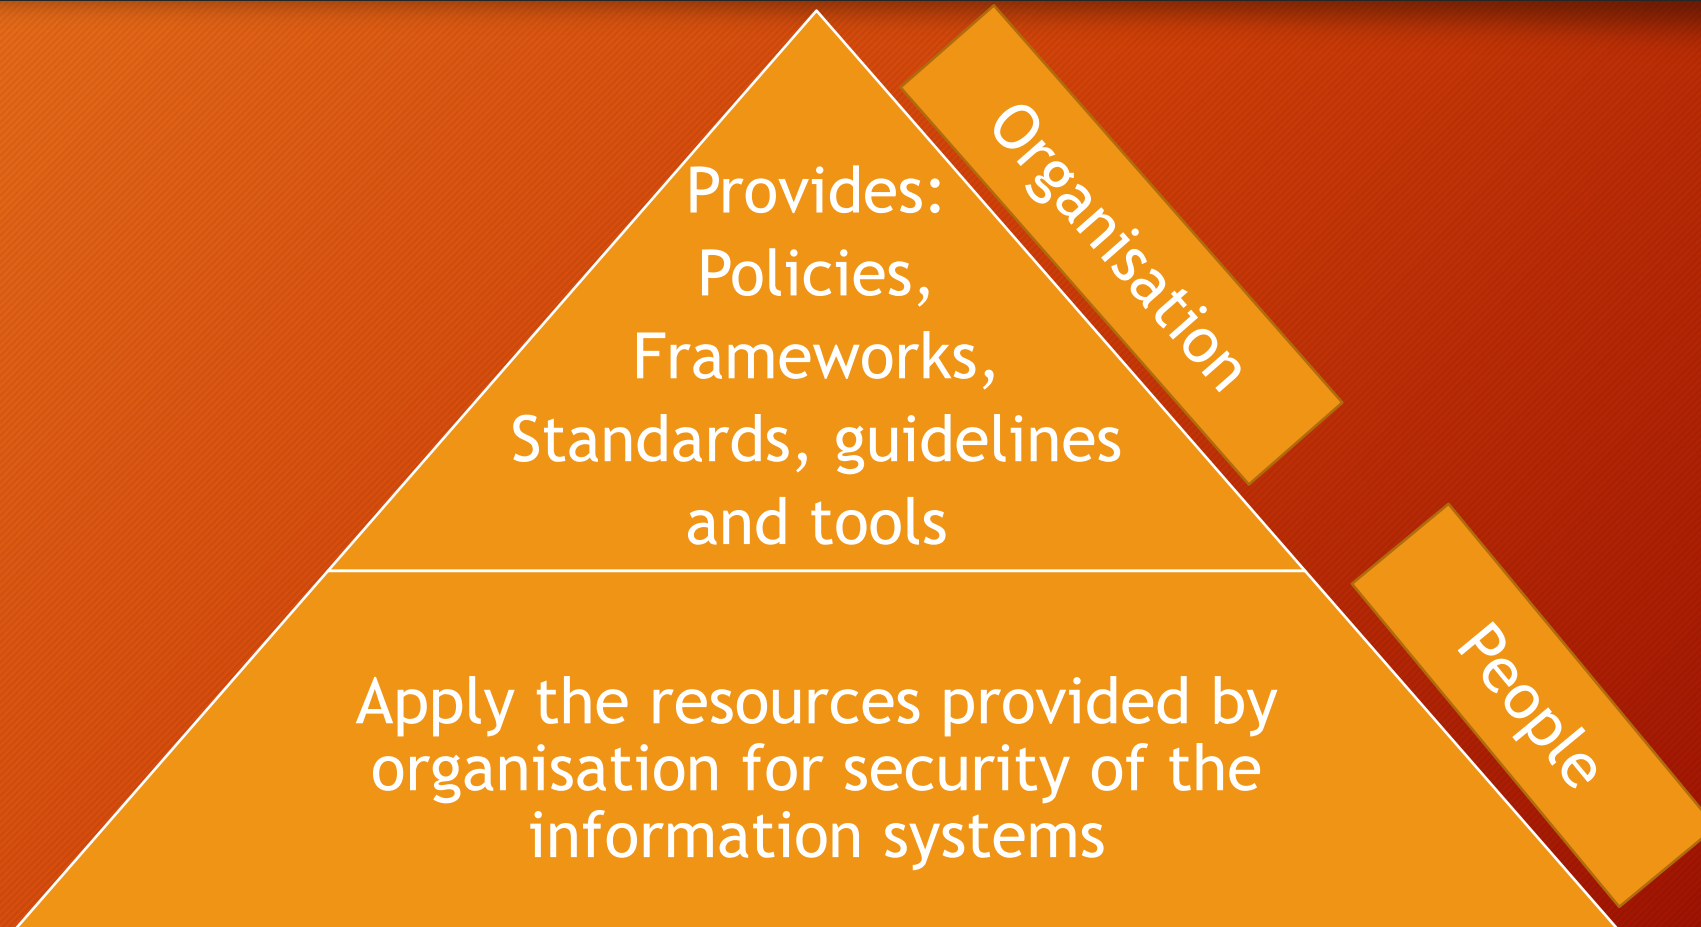 Provides:
Policies,
Frameworks,
Standards, guidelines
and tools
Organisation
Apply the resources provided by
organisation for security of the
information systems
People